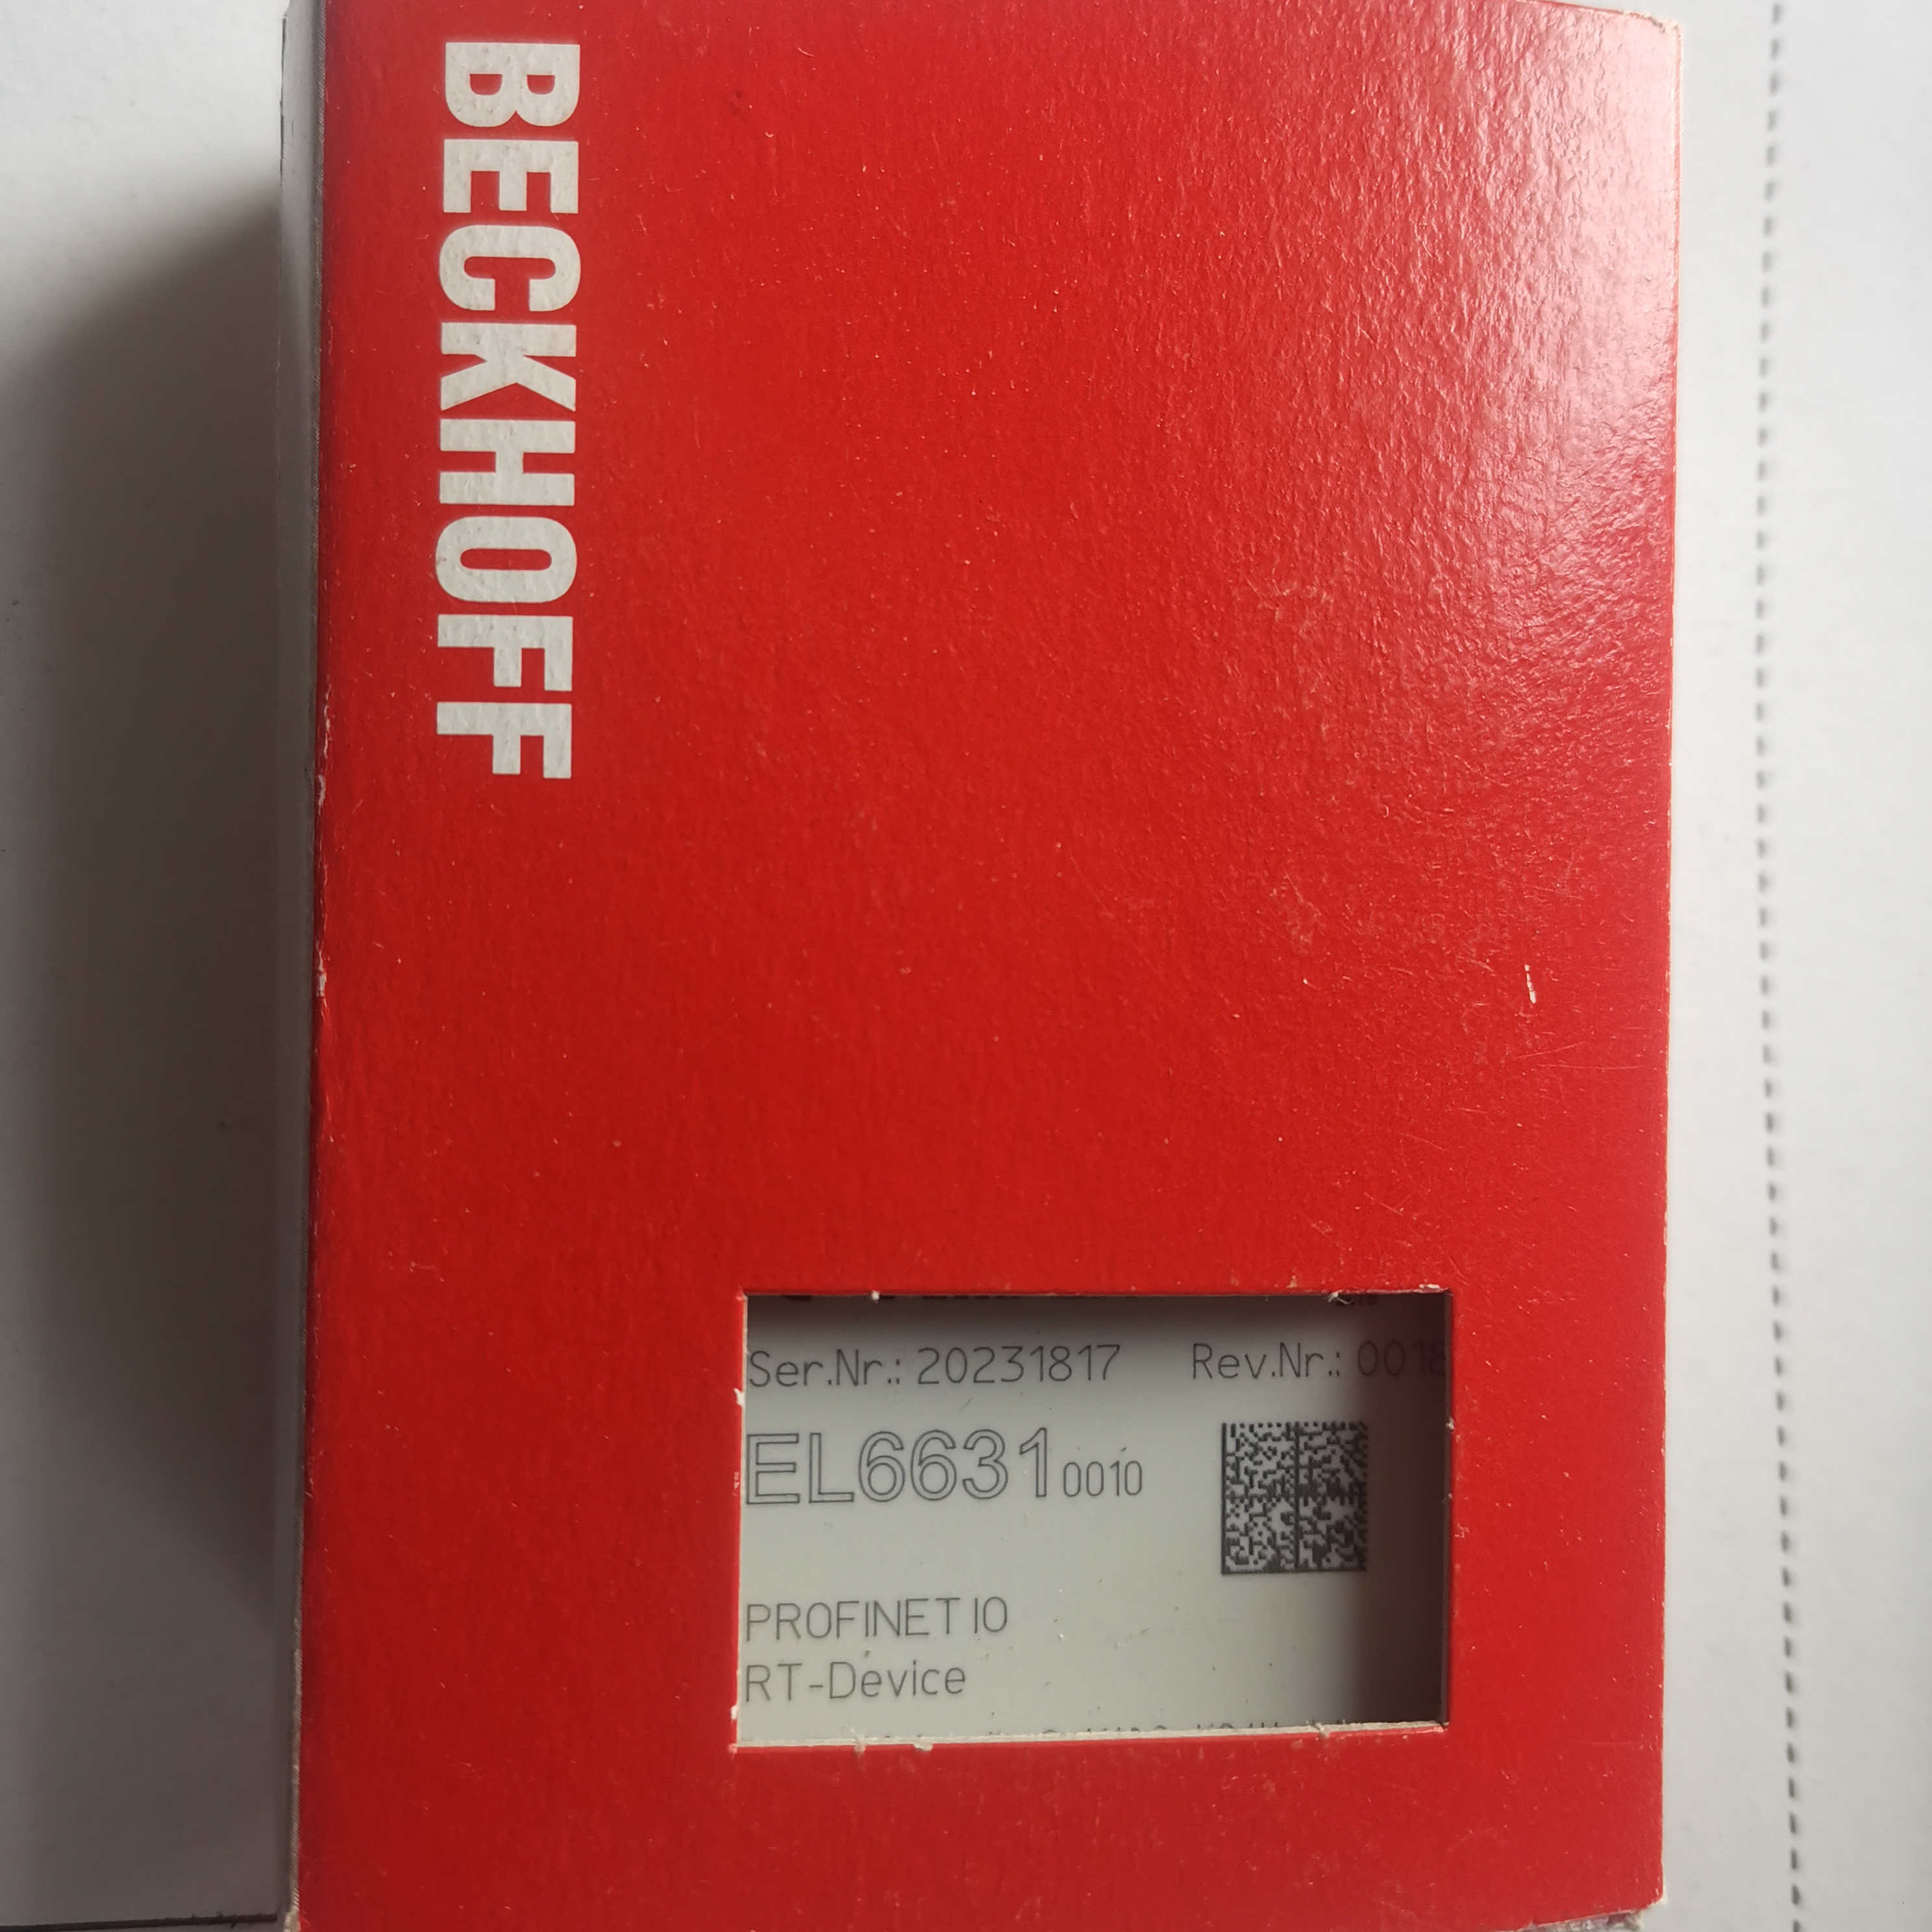 BECKHOFF
Ser.Nr.: 20231817 Rev.Nr.: 0018
EL6631 0010
PROFINET IO
RT-Device